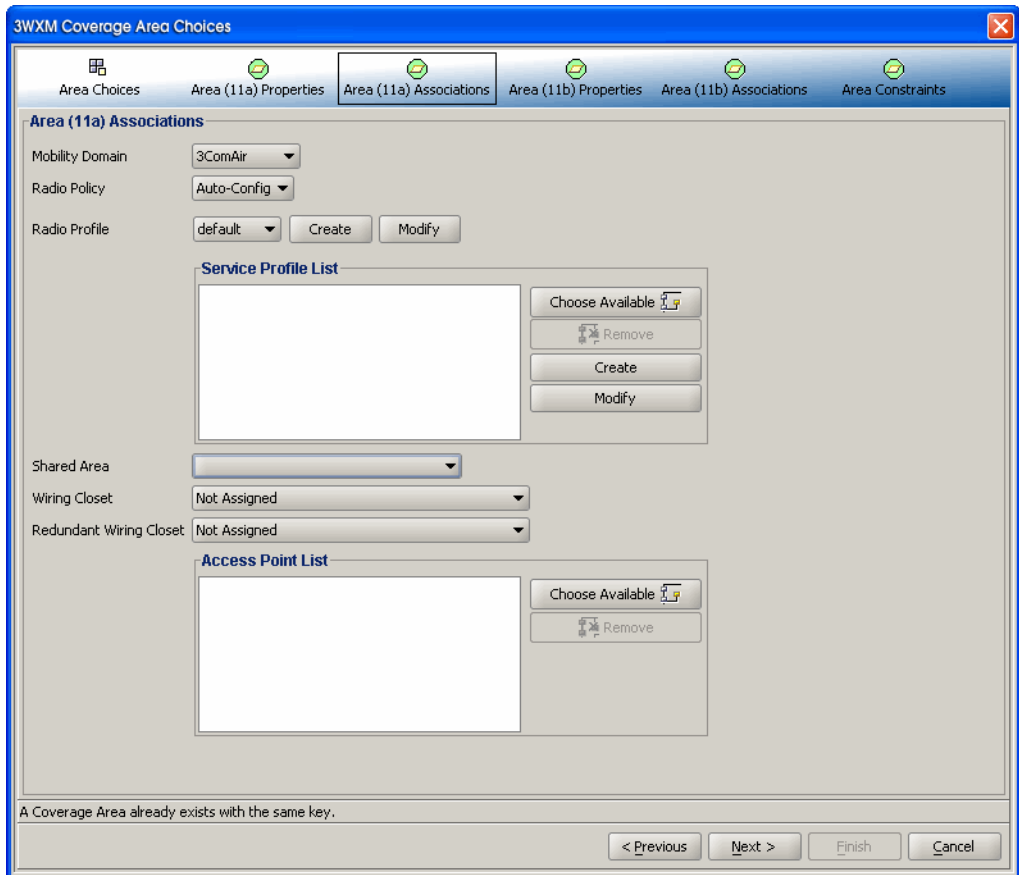 3WXM Coverage Area Choices
Area Choices
Area (11a) Properties
Area (11a) Associations
Area (11b) Properties
Area (11b) Associations
Area Constraints
Area (11a) Associations
Mobility Domain 3ComAir
Radio Policy Auto-Config
Radio Profile default Create Modify
Service Profile List
Choose Available
Remove
Create
Modify
Shared Area
Wiring Closet Not Assigned
Redundant Wiring Closet Not Assigned
Access Point List
Choose Available
Remove
A Coverage Area already exists with the same key.
< Previous Next > Finish Cancel